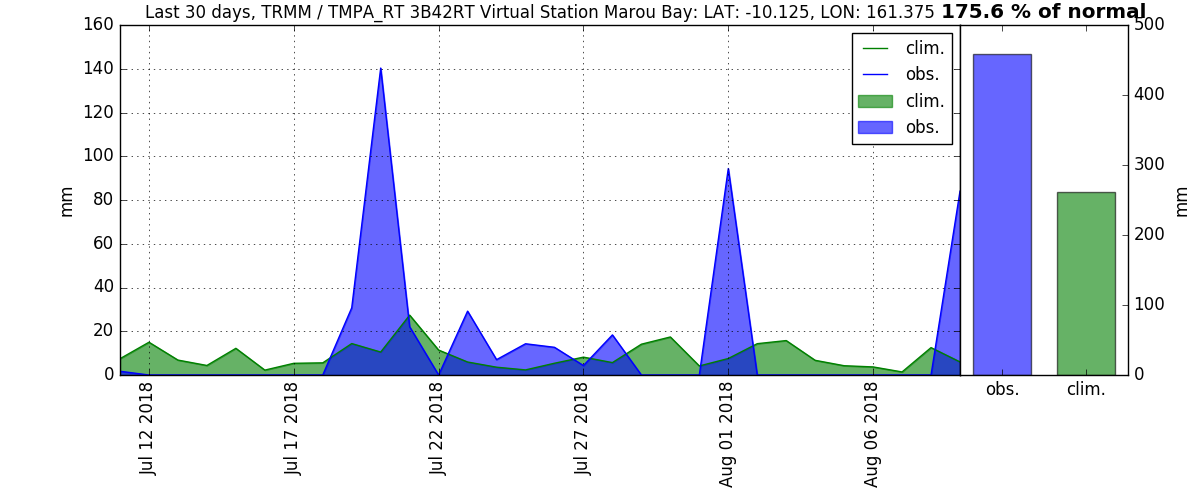 Last 30 days, TRMM / TMPA_RT 3B42RT Virtual Station Marou Bay: LAT: -10.125, LON: 161.375 175.6 % of normal
160
140
120
100
80
60
40
20
0
mm
clim.
obs.
clim.
obs.
500
400
300
200
100
0
mm
obs. clim.
Jul 12 2018
Jul 17 2018
Jul 22 2018
Jul 27 2018
Aug 01 2018
Aug 06 2018